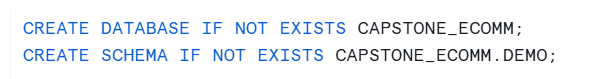 CREATE DATABASE IF NOT EXISTS CAPSTONE_ECOMM;
CREATE SCHEMA IF NOT EXISTS CAPSTONE_ECOMM.DEMO;